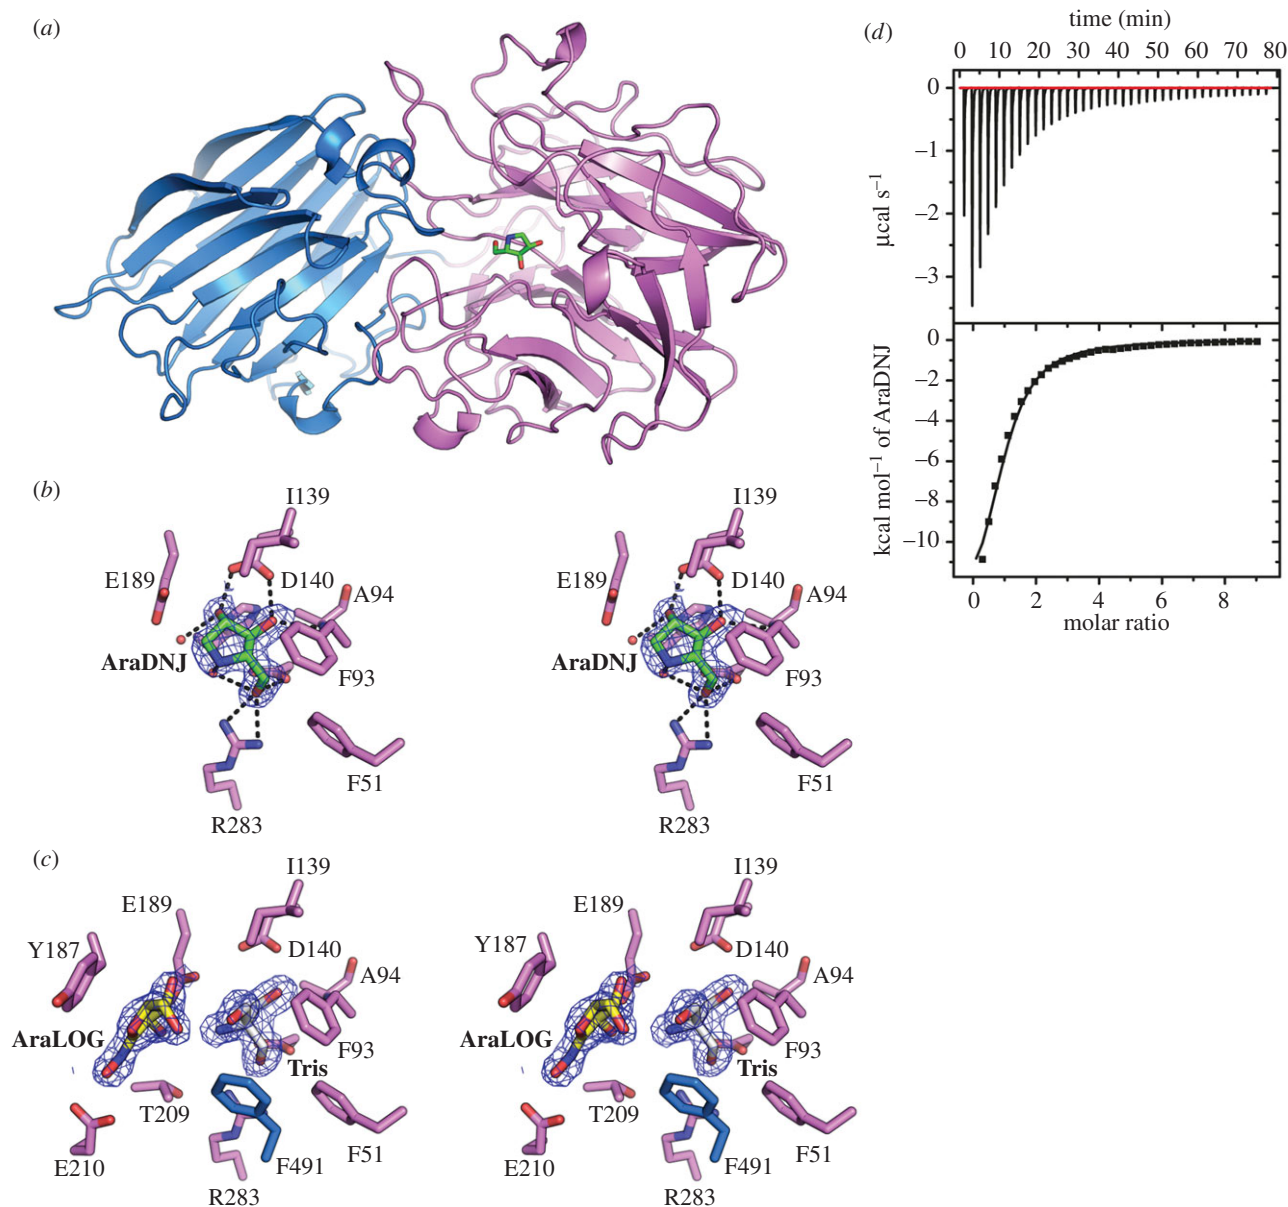 (a)
(d)
time (min)
0 10 20 30 40 50 60 70 80
0
−1
−2
−3
µcal s−1
0
−2
−4
−6
−8
−10
kcal mol−1 of AraDNJ
0 2 4 6 8
molar ratio
(b)
I139
E189
D140
A94
AraDNJ
F93
F51
R283
I139
E189
D140
A94
AraDNJ
F93
F51
R283
(c)
I139
E189
Y187
D140
A94
AraLOG
F93
Tris
T209
E210
F491
F51
R283
I139
E189
Y187
D140
A94
AraLOG
F93
Tris
T209
E210
F491
F51
R283